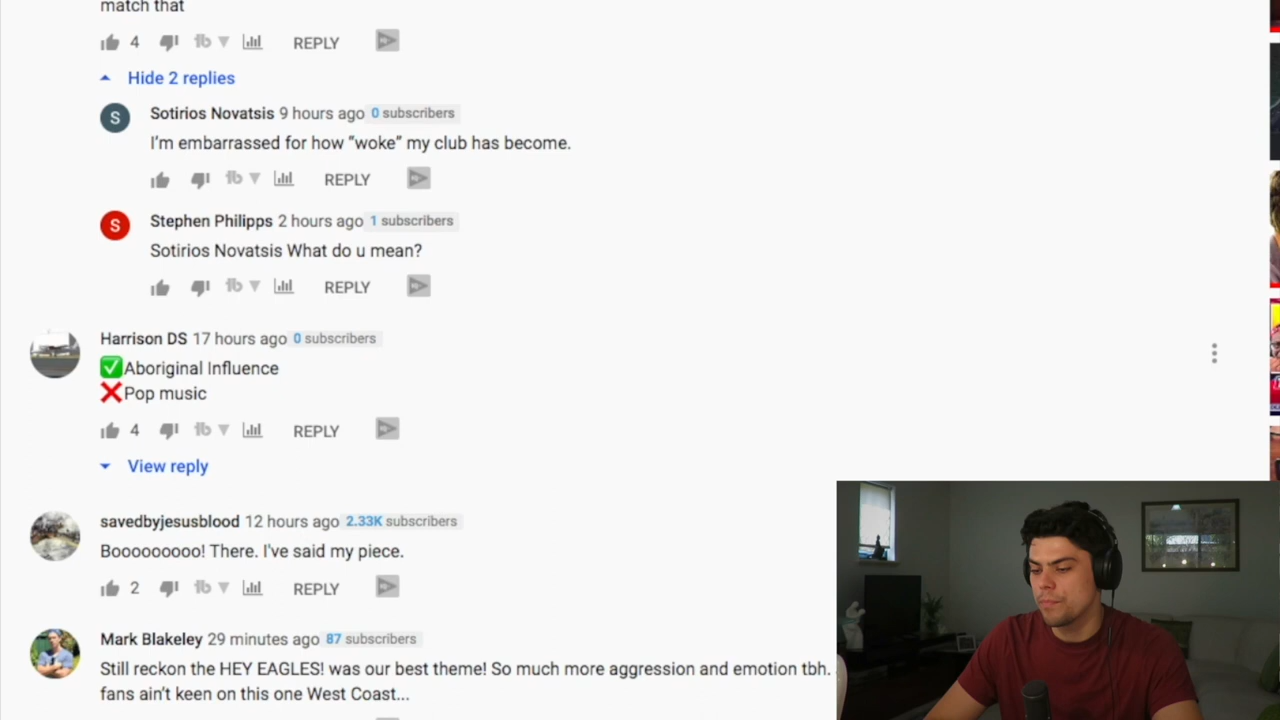 match that
4 REPLY
Hide 2 replies
S
Sotirios Novatsis 9 hours ago 0 subscribers
I'm embarrassed for how “woke” my club has become.
REPLY
S
Stephen Philipps 2 hours ago 1 subscribers
Sotirios Novatsis What do u mean?
REPLY
Harrison DS 17 hours ago 0 subscribers
✅Aboriginal Influence
❌Pop music
4 REPLY
View reply
savedbyjesusblood 12 hours ago 2.33K subscribers
Booooooooo! There. I've said my piece.
2 REPLY
Mark Blakeley 29 minutes ago 87 subscribers
Still reckon the HEY EAGLES! was our best theme! So much more aggression and emotion tbh.
fans ain't keen on this one West Coast...